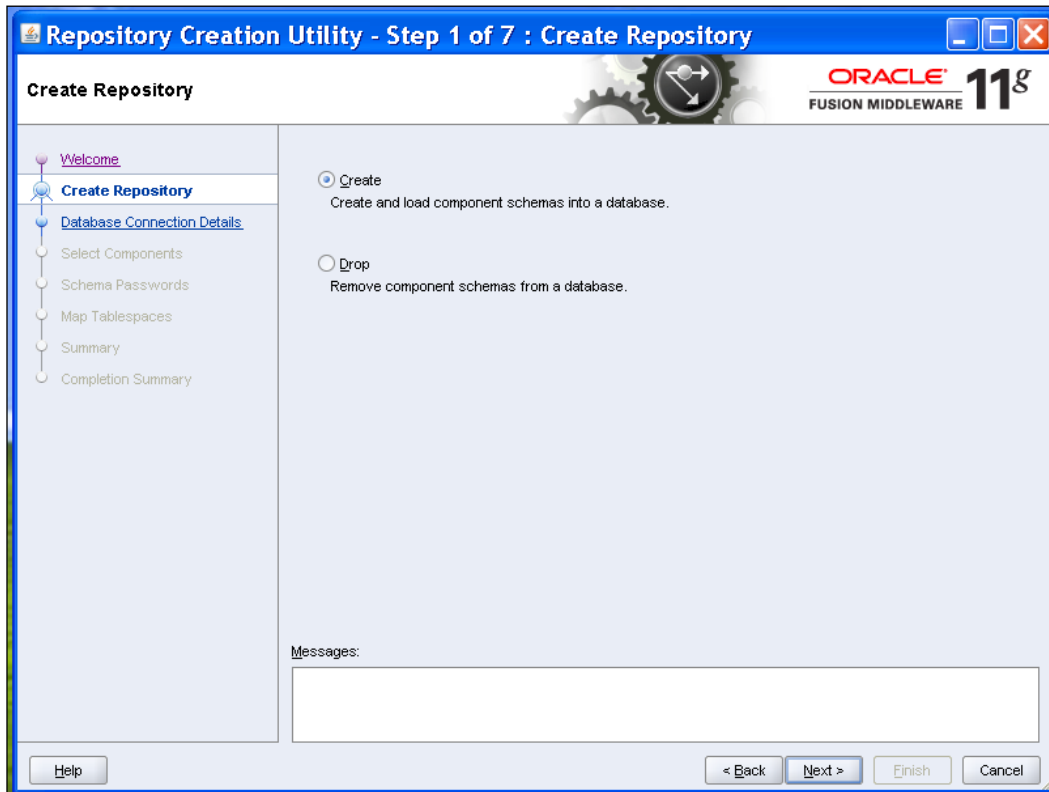 Repository Creation Utility - Step 1 of 7 : Create Repository
Create Repository
ORACLE
FUSION MIDDLEWARE
11g
Welcome
Create Repository
Database Connection Details
Select Components
Schema Passwords
Map Tablespaces
Summary
Completion Summary
Create
Create and load component schemas into a database.
Drop
Remove component schemas from a database.
Messages:
Help
< Back
Next >
Finish
Cancel